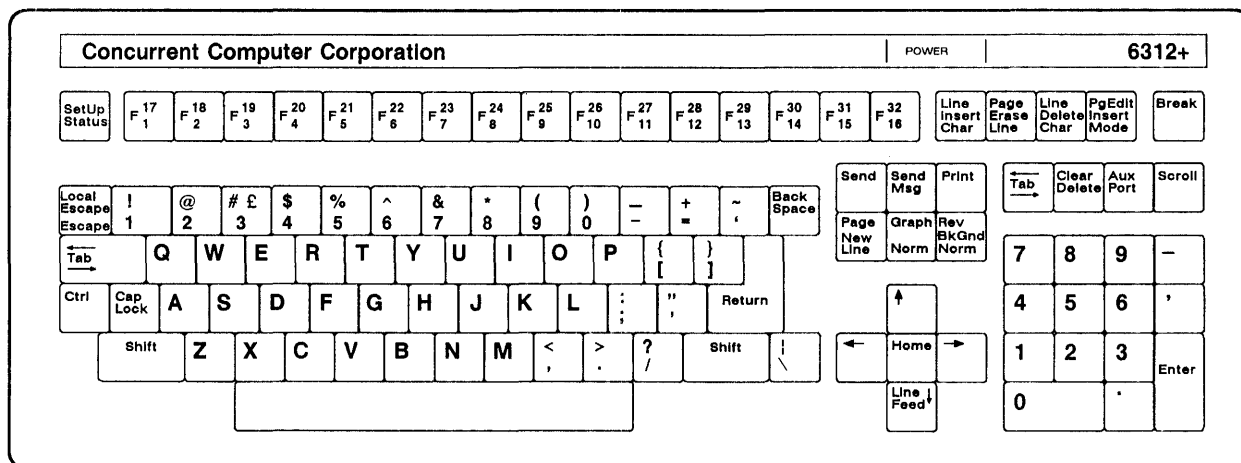 Concurrent Computer Corporation POWER 6312+
SetUp Status F 17 1 F 18 2 F 19 3 F 20 4 F 21 5 F 22 6 F 23 7 F 24 8 F 25 9 F 26 10 F 27 11 F 28 12 F 29 13 F 30 14 F 31 15 F 32 16 Line Insert Char Page Erase Line Line Delete Char PgEdit Insert Mode Break
Send Send Msg Print Tab Clear Delete Aux Port Scroll
Local Escape Escape ! 1 @ 2 # £ 3 $ 4 % 5 ^ 6 & 7 * 8 ( 9 ) 0 _ - + = ~ ‘ Back Space
Page New Line Graph Norm Rev BkGnd Norm
Tab Q W E R T Y U I O P { [ } ] 7 8 9 –
Ctrl Cap Lock A S D F G H J K L : ; " ' Return 4 5 6 ,
Shift Z X C V B N M < , > . ? / Shift ¦ \ Home 1 2 3 Enter
Line Feed 0 .